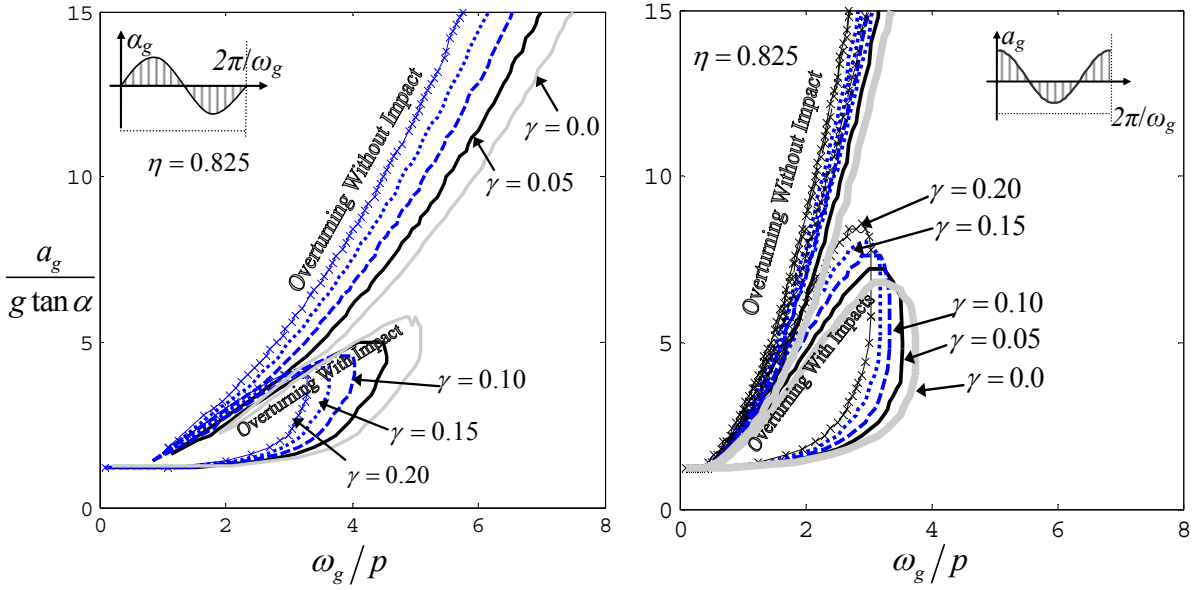 15
α_g
2π/ω_g
η = 0.825
Overturning Without Impact
γ = 0.0
γ = 0.05
10
a_g
g tan α
5
Overturning With Impact
γ = 0.10
γ = 0.15
γ = 0.20
0
0 2 4 6 8
ω_g/p
15
η = 0.825
a_g
2π/ω_g
Overturning Without Impact
10
γ = 0.20
γ = 0.15
Overturning With Impacts
γ = 0.10
γ = 0.05
γ = 0.0
5
0
0 2 4 6 8
ω_g/p